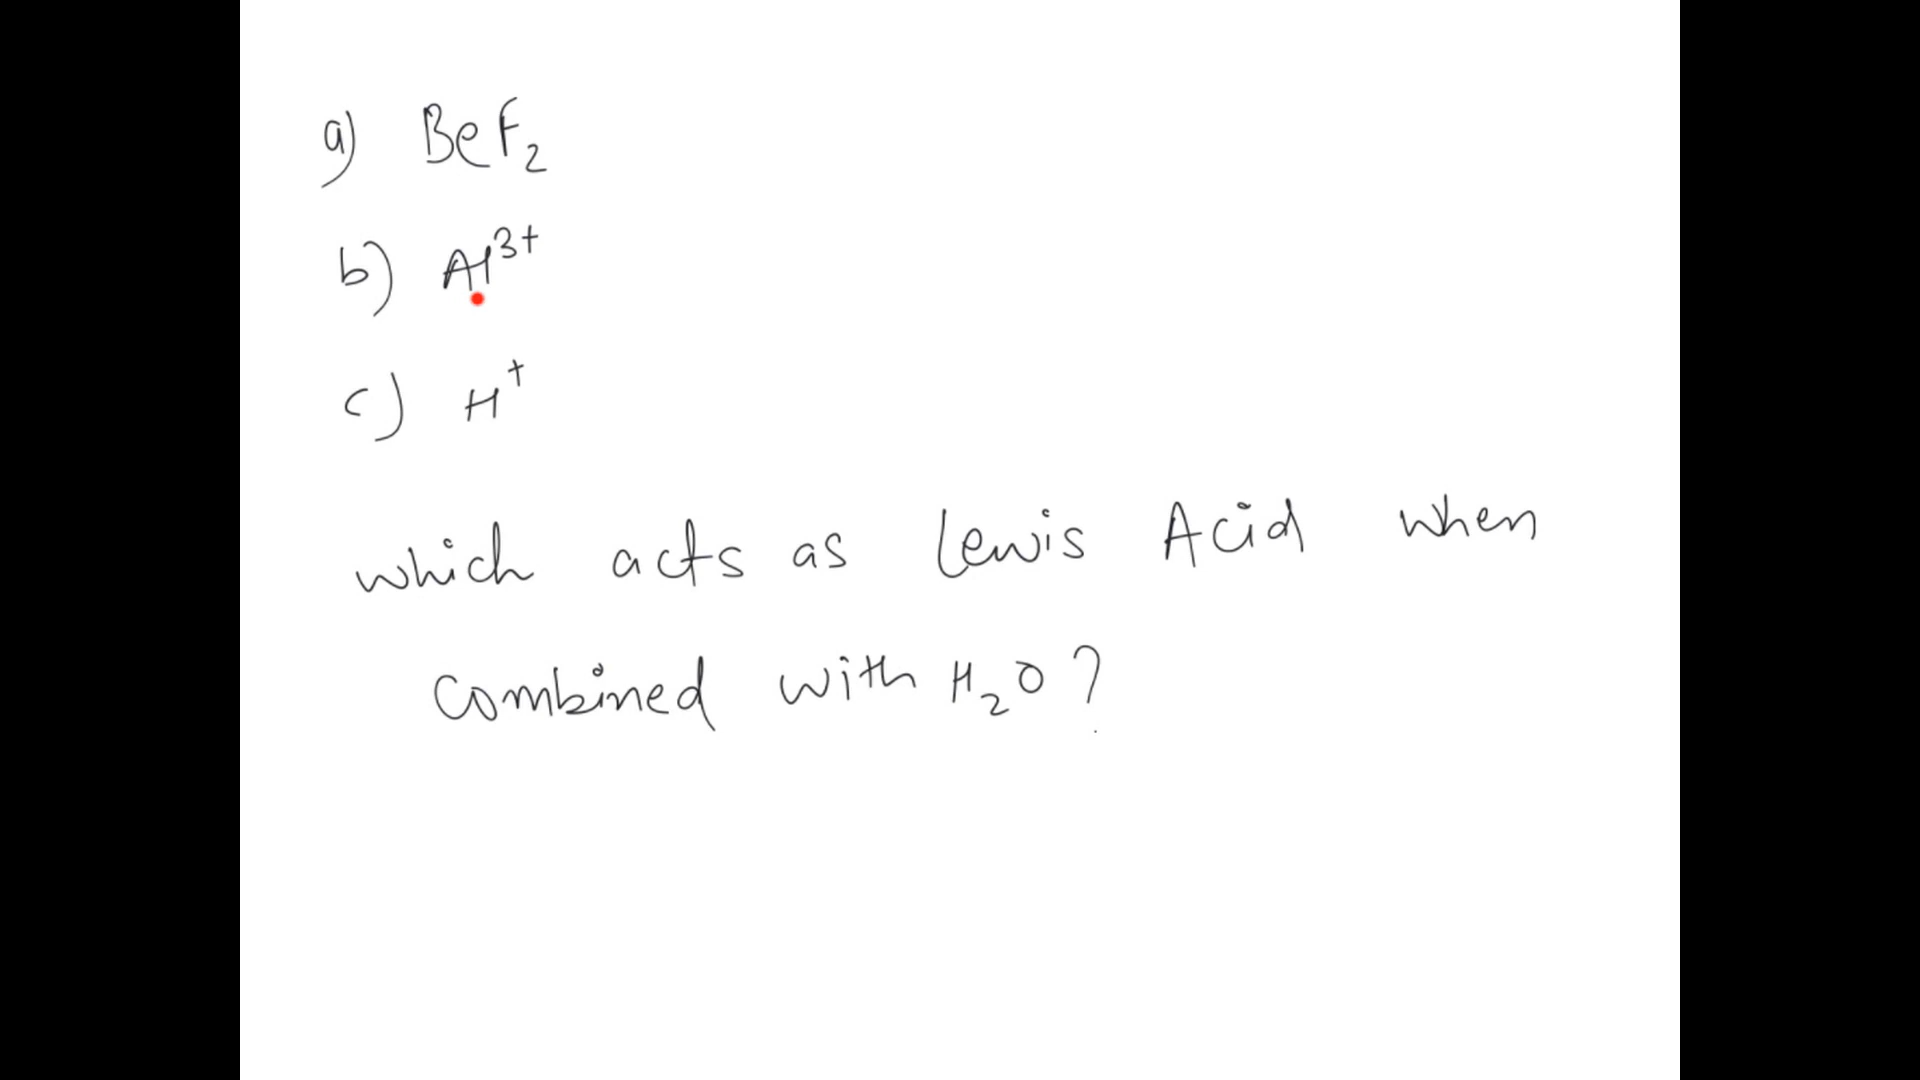 a) BeF₂
b) Al³⁺
c) H⁺
which acts as Lewis Acid when
combined with H₂O?